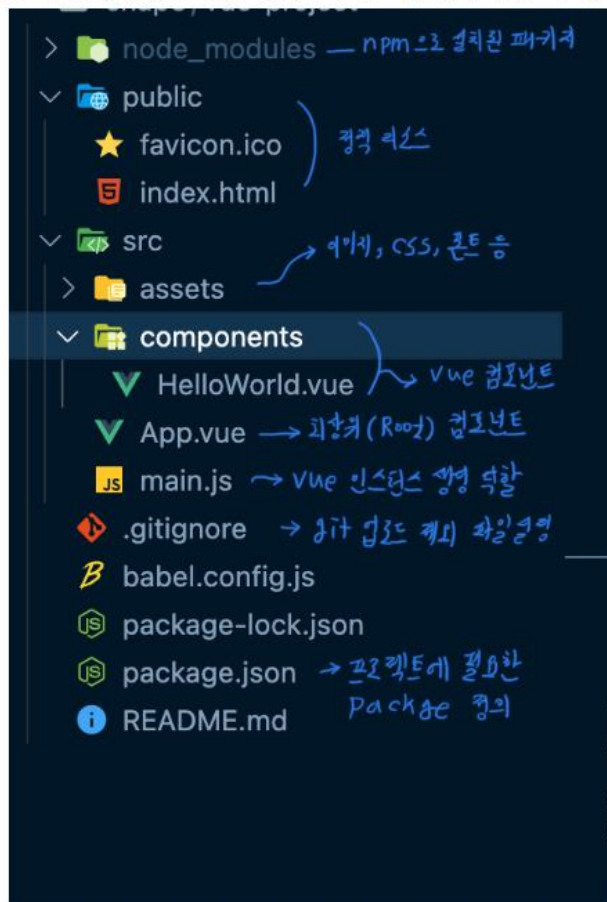 node_modules — npm으로 설치된 패키지
public
favicon.ico
index.html
정적 리소스
src
이미지, CSS, 폰트 등
assets
components
HelloWorld.vue
vue 컴포넌트
App.vue → 최상위(Root) 컴포넌트
main.js → vue 인스턴스 생성 역할
.gitignore → git 업로드 제외 파일설정
babel.config.js
package-lock.json
package.json → 프로젝트에 필요한
packge 정의
README.md